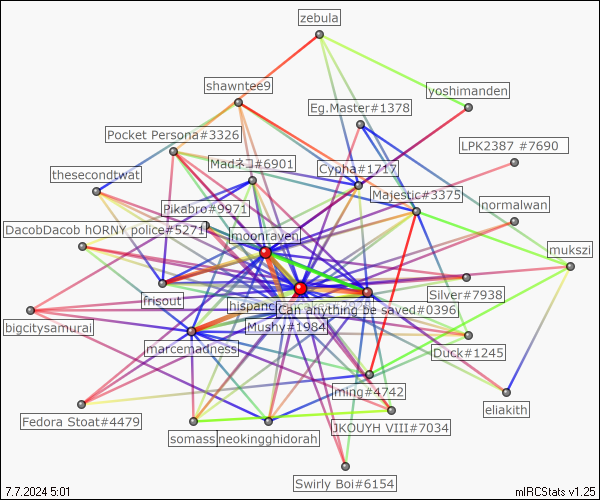 zebula
shawntee9
yoshimanden
Eg.Master#1378
Pocket Persona#3326
LPK2387 #7690
Madネコ#6901
Cypha#1717
thesecondtwat
Majestic#3375
Pikabro#9971
normalwan
DacobDacob hORNY police#5271
moonraven
mukszi
frisout
hispano
Silver#7938
Can anything be saved#0396
bigcitysamurai
Mushy#1984
marcemadness
Duck#1245
ming#4742
eliakith
Fedora Stoat#4479
JKOUYH VIII#7034
somass
neokingghidorah
Swirly Boi#6154
7.7.2024 5:01
mIRCStats v1.25